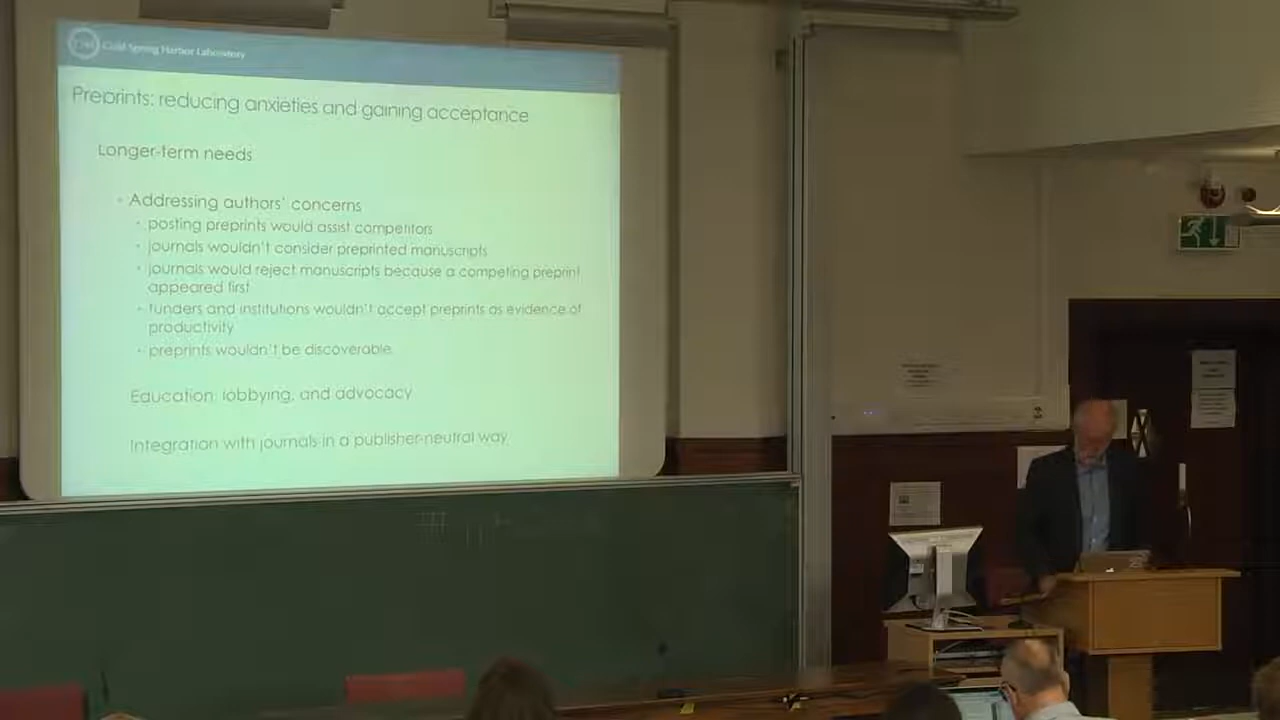 Cold Spring Harbor Laboratory
Preprints: reducing anxieties and gaining acceptance
Longer-term needs
Addressing authors' concerns
posting preprints would assist competitors
journals wouldn't consider preprinted manuscripts
journals would reject manuscripts because a competing preprint
appeared first
funders and institutions wouldn't accept preprints as evidence of
productivity
preprints wouldn't be discoverable
Education, lobbying, and advocacy
Integration with journals in a publisher-neutral way